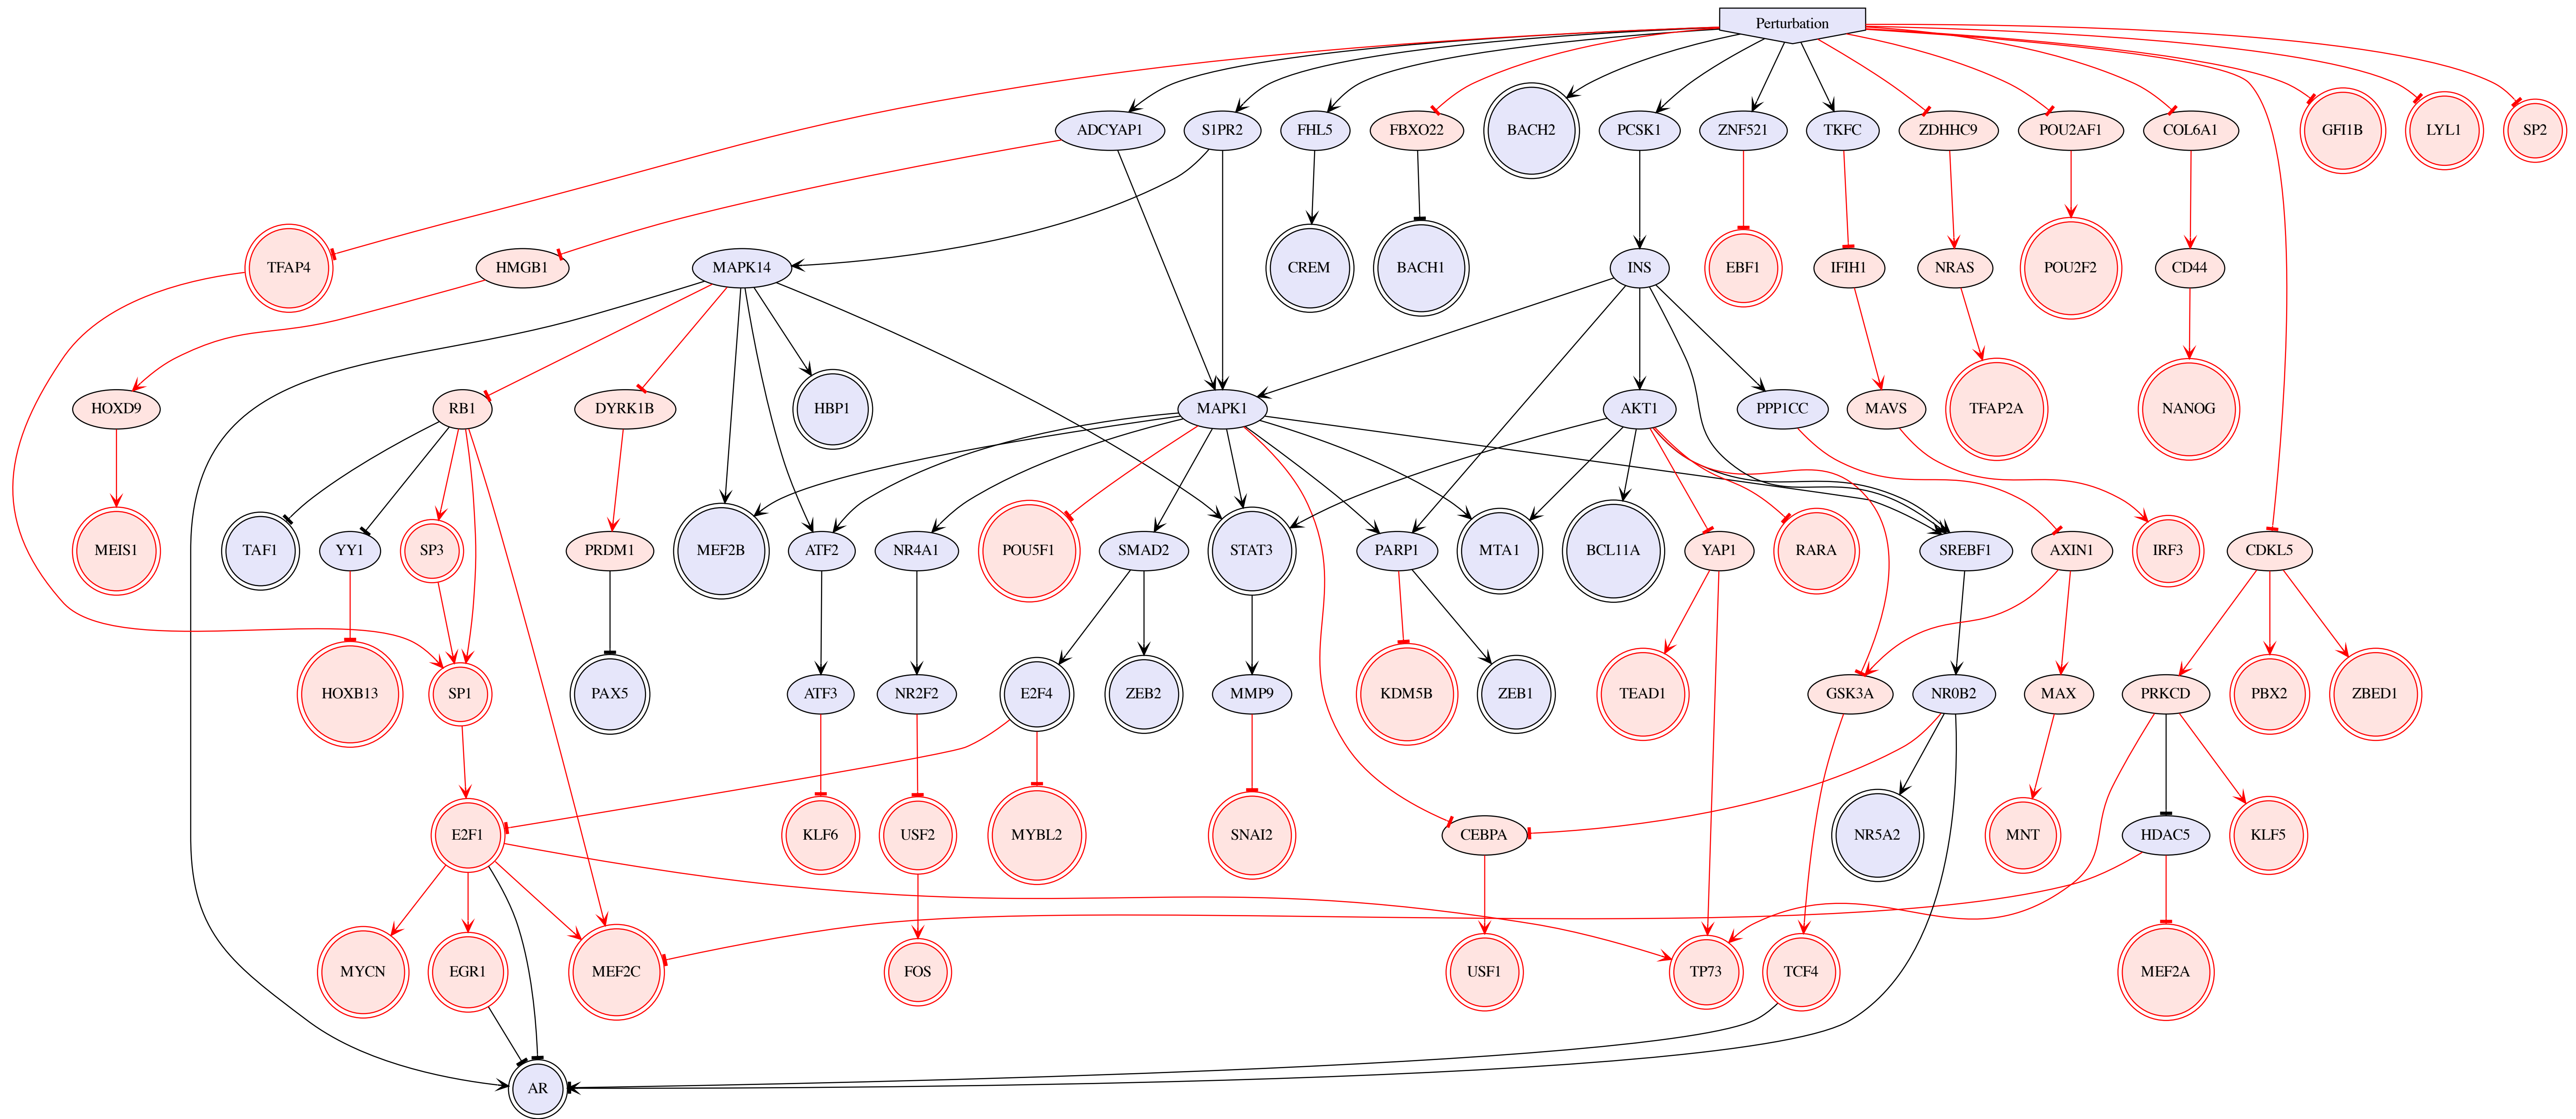 Perturbation
ADCYAP1
S1PR2
FHL5
FBXO22
BACH2
PCSK1
ZNF521
TKFC
ZDHHC9
POU2AF1
COL6A1
GFI1B
LYL1
SP2
TFAP4
HMGB1
MAPK14
CREM
BACH1
INS
EBF1
IFIH1
NRAS
POU2F2
CD44
HOXD9
RB1
DYRK1B
HBP1
MAPK1
AKT1
PPP1CC
MAVS
TFAP2A
NANOG
MEIS1
TAF1
YY1
SP3
PRDM1
MEF2B
ATF2
NR4A1
POU5F1
SMAD2
STAT3
PARP1
MTA1
BCL11A
YAP1
RARA
SREBF1
AXIN1
IRF3
CDKL5
HOXB13
SP1
PAX5
ATF3
NR2F2
E2F4
ZEB2
MMP9
KDM5B
ZEB1
TEAD1
GSK3A
NR0B2
MAX
PRKCD
PBX2
ZBED1
E2F1
KLF6
USF2
MYBL2
SNAI2
CEBPA
NR5A2
MNT
HDAC5
KLF5
MYCN
EGR1
MEF2C
FOS
USF1
TP73
TCF4
MEF2A
AR